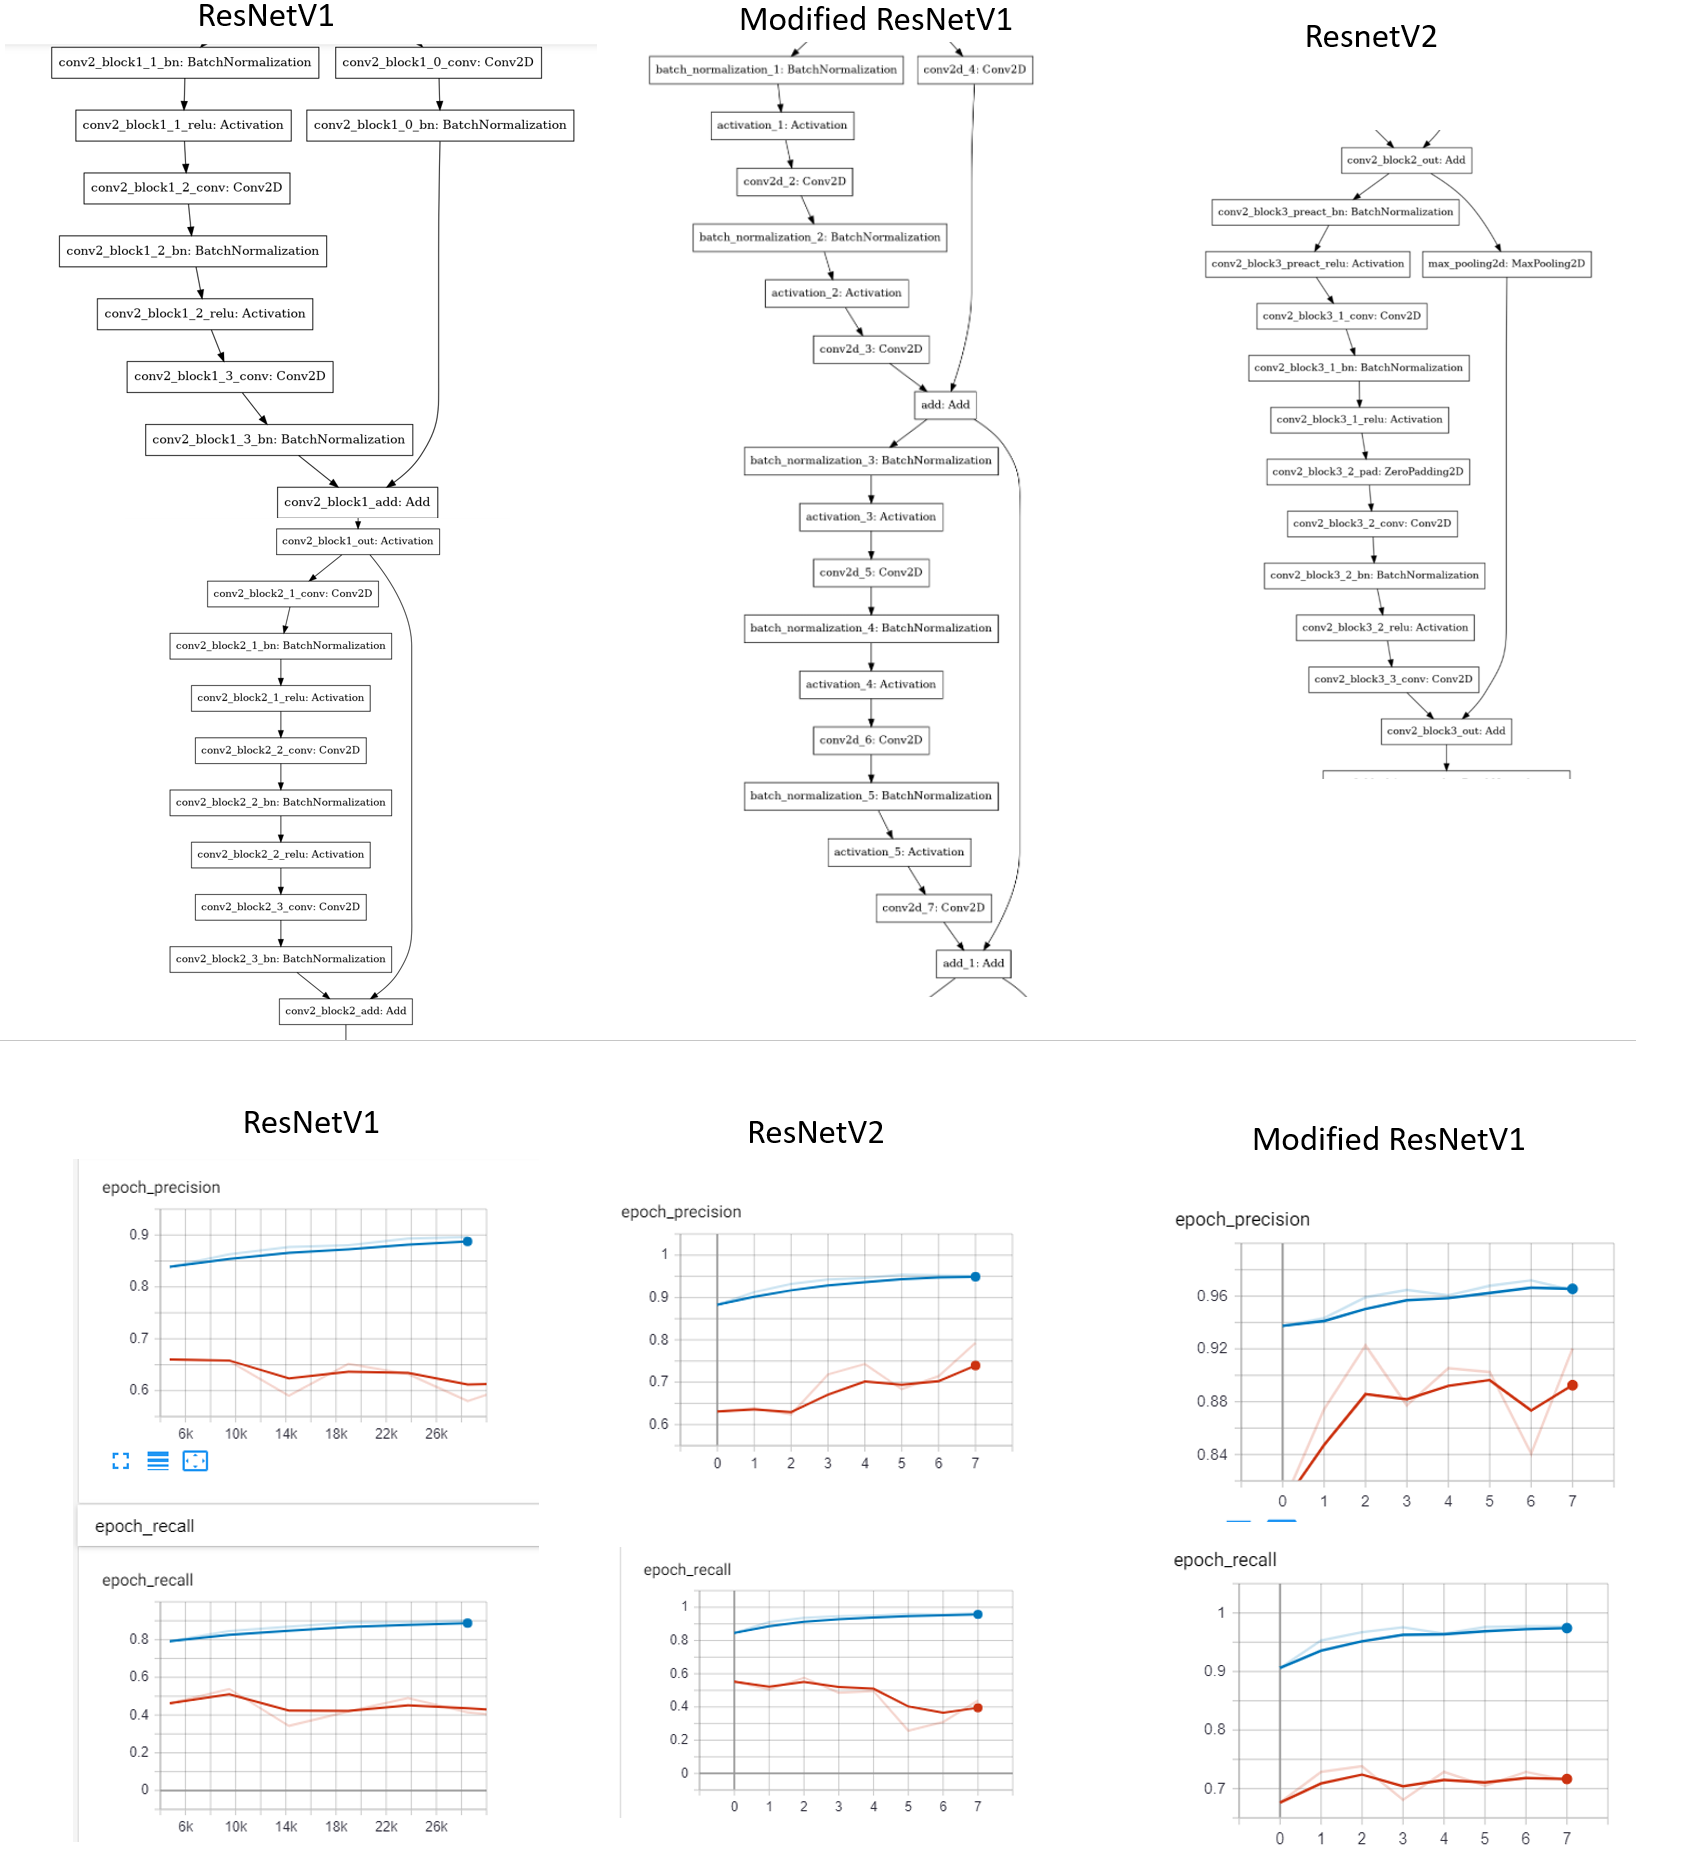 ResNetV1
conv2_block1_1_bn: BatchNormalization
conv2_block1_0_conv: Conv2D
conv2_block1_1_relu: Activation
conv2_block1_0_bn: BatchNormalization
conv2_block1_2_conv: Conv2D
conv2_block1_2_bn: BatchNormalization
conv2_block1_2_relu: Activation
conv2_block1_3_conv: Conv2D
conv2_block1_3_bn: BatchNormalization
conv2_block1_add: Add
conv2_block1_out: Activation
conv2_block2_1_conv: Conv2D
conv2_block2_1_bn: BatchNormalization
conv2_block2_1_relu: Activation
conv2_block2_2_conv: Conv2D
conv2_block2_2_bn: BatchNormalization
conv2_block2_2_relu: Activation
conv2_block2_3_conv: Conv2D
conv2_block2_3_bn: BatchNormalization
conv2_block2_add: Add
Modified ResNetV1
batch_normalization_1: BatchNormalization
conv2d_4: Conv2D
activation_1: Activation
conv2d_2: Conv2D
batch_normalization_2: BatchNormalization
activation_2: Activation
conv2d_3: Conv2D
add: Add
batch_normalization_3: BatchNormalization
activation_3: Activation
conv2d_5: Conv2D
batch_normalization_4: BatchNormalization
activation_4: Activation
conv2d_6: Conv2D
batch_normalization_5: BatchNormalization
activation_5: Activation
conv2d_7: Conv2D
add_1: Add
ResnetV2
conv2_block2_out: Add
conv2_block3_preact_bn: BatchNormalization
conv2_block3_preact_relu: Activation
max_pooling2d: MaxPooling2D
conv2_block3_1_conv: Conv2D
conv2_block3_1_bn: BatchNormalization
conv2_block3_1_relu: Activation
conv2_block3_2_pad: ZeroPadding2D
conv2_block3_2_conv: Conv2D
conv2_block3_2_bn: BatchNormalization
conv2_block3_2_relu: Activation
conv2_block3_3_conv: Conv2D
conv2_block3_out: Add
ResNetV1
epoch_precision
0.9
0.8
0.7
0.6
6k 10k 14k 18k 22k 26k
epoch_recall
epoch_recall
0.8
0.6
0.4
0.2
0
6k 10k 14k 18k 22k 26k
ResNetV2
epoch_precision
1
0.9
0.8
0.7
0.6
0 1 2 3 4 5 6 7
epoch_recall
1
0.8
0.6
0.4
0.2
0
0 1 2 3 4 5 6 7
Modified ResNetV1
epoch_precision
0.96
0.92
0.88
0.84
0 1 2 3 4 5 6 7
epoch_recall
1
0.9
0.8
0.7
0 1 2 3 4 5 6 7